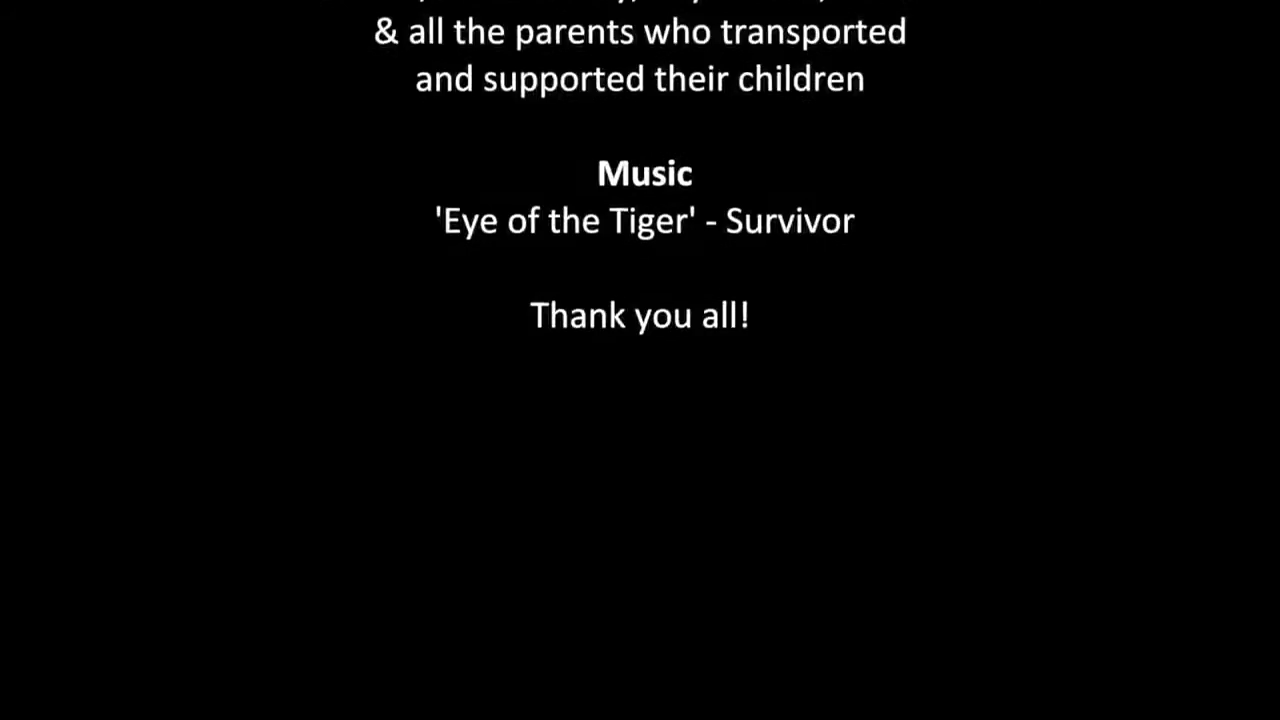 & all the parents who transported
and supported their children
Music
'Eye of the Tiger' - Survivor
Thank you all!